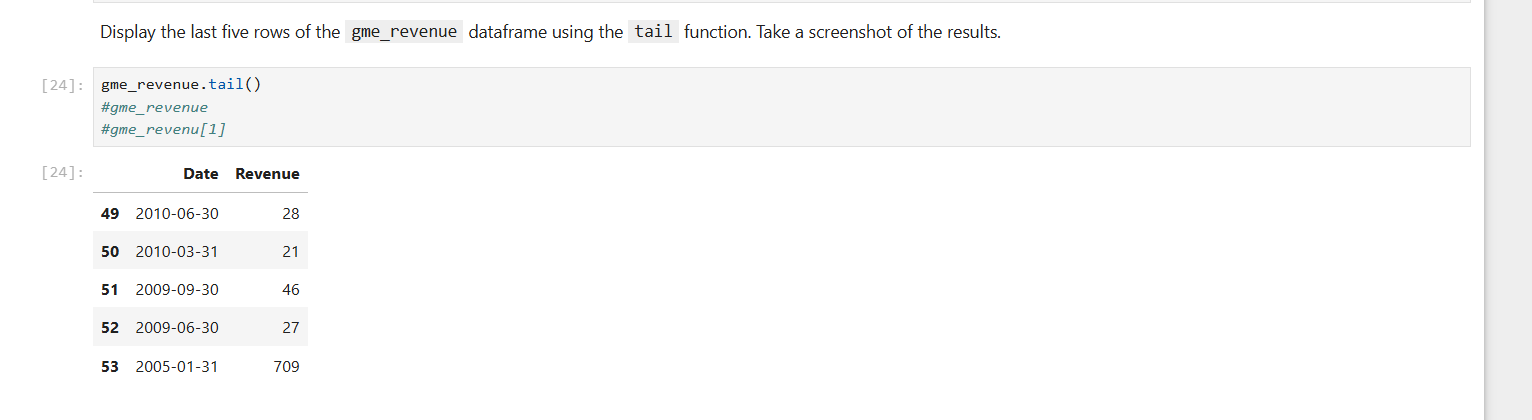 Display the last five rows of the gme_revenue dataframe using the tail function. Take a screenshot of the results.
[24]: gme_revenue.tail()
#gme_revenue
#gme_revenu[1]
[24]: Date Revenue
49 2010-06-30 28
50 2010-03-31 21
51 2009-09-30 46
52 2009-06-30 27
53 2005-01-31 709